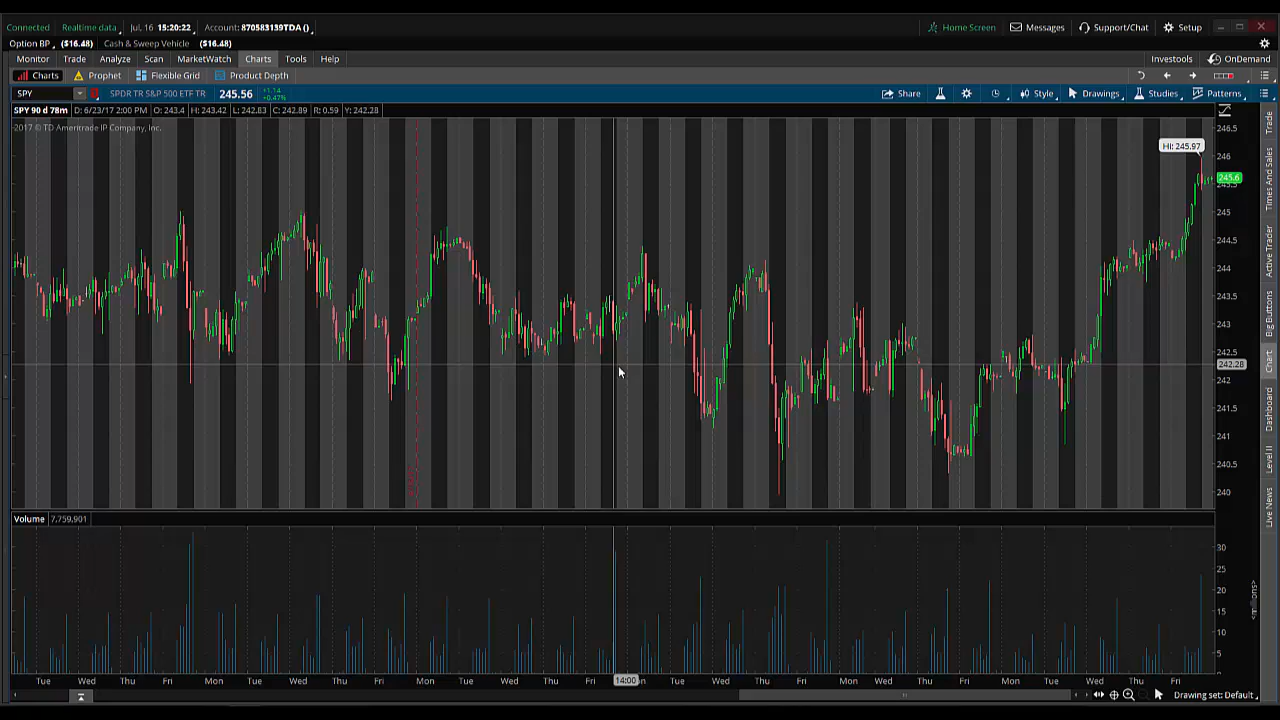 Connected Realtime data Jul, 16 15:20:22 Account: 870583139TDA () Home Screen Messages Support/Chat Setup
Option BP ($16.48) Cash & Sweep Vehicle ($16.48)
Monitor Trade Analyze Scan MarketWatch Charts Tools Help Investools OnDemand
Charts Prophet Flexible Grid Product Depth
SPY SPDR TR S&P 500 ETF TR 245.56 +1.14 +0.47% Share Style Drawings Studies Patterns
SPY 90 d 78m D: 6/23/17 2:00 PM O: 243.4 H: 243.42 L: 242.83 C: 242.89 R: 0.59 Y: 242.28
2017 © TD Ameritrade IP Company, Inc.
Hi: 245.97
246.5
246
245.6
245.5
245
244.5
244
243.5
243
242.5
242.28
242
241.5
241
240.5
240
Trade
Times And Sales
Active Trader
Big Buttons
Chart
Dashboard
Level II
Live News
Volume 7,759,901
30
25
20
15
10
5
Tue Wed Thu Fri Mon Tue Wed Thu Fri Mon Tue Wed Thu Fri 14:00 Tue Wed Thu Fri Mon Wed Thu Fri Mon Tue Wed Thu Fri
Drawing set: Default